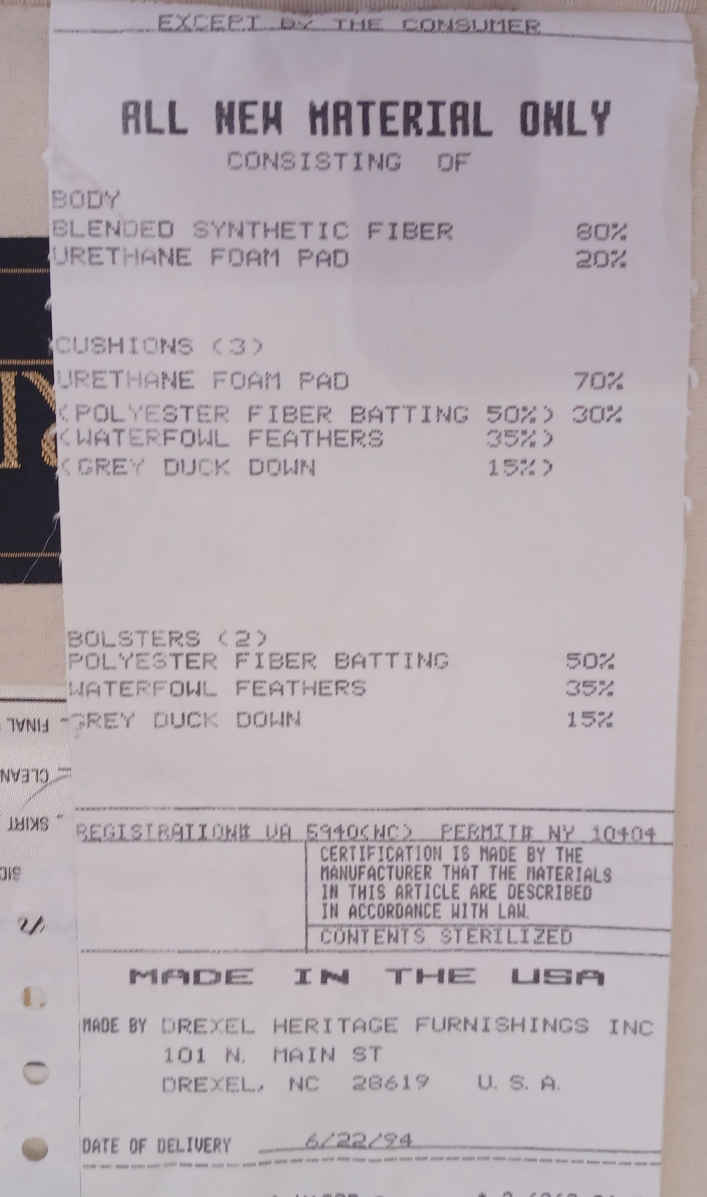 EXCEPT BY THE CONSUMER
ALL NEW MATERIAL ONLY
CONSISTING OF
BODY
BLENDED SYNTHETIC FIBER 80%
URETHANE FOAM PAD 20%
CUSHIONS (3)
URETHANE FOAM PAD 70%
(POLYESTER FIBER BATTING 50%) 30%
(WATERFOWL FEATHERS 35%)
(GREY DUCK DOWN 15%)
BOLSTERS (2)
POLYESTER FIBER BATTING 50%
WATERFOWL FEATHERS 35%
GREY DUCK DOWN 15%
REGISTRATION# VA 5940(NC) PERMIT# NY 10404
CERTIFICATION IS MADE BY THE
MANUFACTURER THAT THE MATERIALS
IN THIS ARTICLE ARE DESCRIBED
IN ACCORDANCE WITH LAW.
CONTENTS STERILIZED
MADE IN THE USA
MADE BY DREXEL HERITAGE FURNISHINGS INC
101 N. MAIN ST
DREXEL, NC 28619 U.S.A.
DATE OF DELIVERY 6/22/94
FINAL
CLEAN
SKIRT